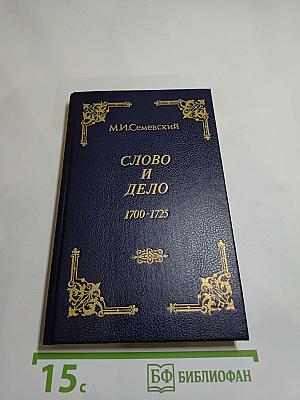 М.И.Семевский
СЛОВО
И
ДЕЛО
1700-1725
15с
БФ БИБЛИОФАН